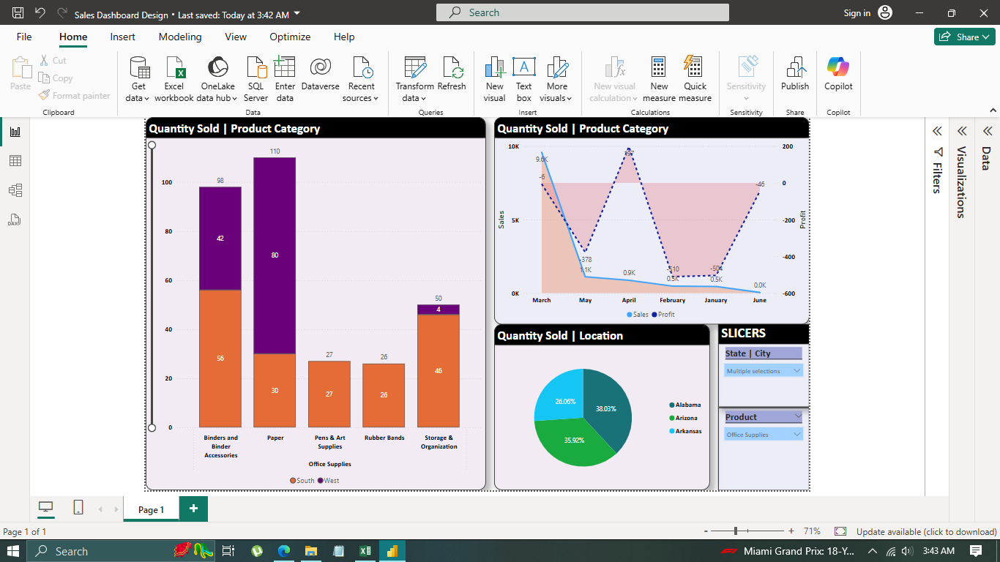 Sales Dashboard Design • Last saved: Today at 3:42 AM
Search
Sign in
File
Home
Insert
Modeling
View
Optimize
Help
Share
Paste
Cut
Copy
Format painter
Clipboard
Get data
Excel workbook
OneLake data hub
SQL Server
Enter data
Dataverse
Recent sources
Data
Transform data
Refresh
Queries
New visual
Text box
More visuals
Insert
New visual calculation
New measure
Quick measure
Calculations
Sensitivity
Sensitivity
Publish
Share
Copilot
Copilot
DAX
Quantity Sold | Product Category
110
98
100
80
60
40
20
0
42
56
80
30
27
27
26
26
50
4
46
Binders and
Binder
Accessories
Paper
Pens & Art
Supplies
Rubber Bands
Storage &
Organization
Office Supplies
South West
Quantity Sold | Product Category
10K
5K
0K
Sales
200
0
-200
-400
-600
Profit
9.6K
-6
197
-46
-378
1.1K
0.9K
-510
0.5K
-504
0.5K
0.0K
March May April February January June
Sales Profit
Quantity Sold | Location
26.06%
38.03%
35.92%
Alabama
Arizona
Arkansas
SLICERS
State | City
Multiple selections
Product
Office Supplies
Filters
Visualizations
Data
Page 1
Page 1 of 1
71%
Update available (click to download)
Search
Miami Grand Prix: 18-Y...
3:43 AM